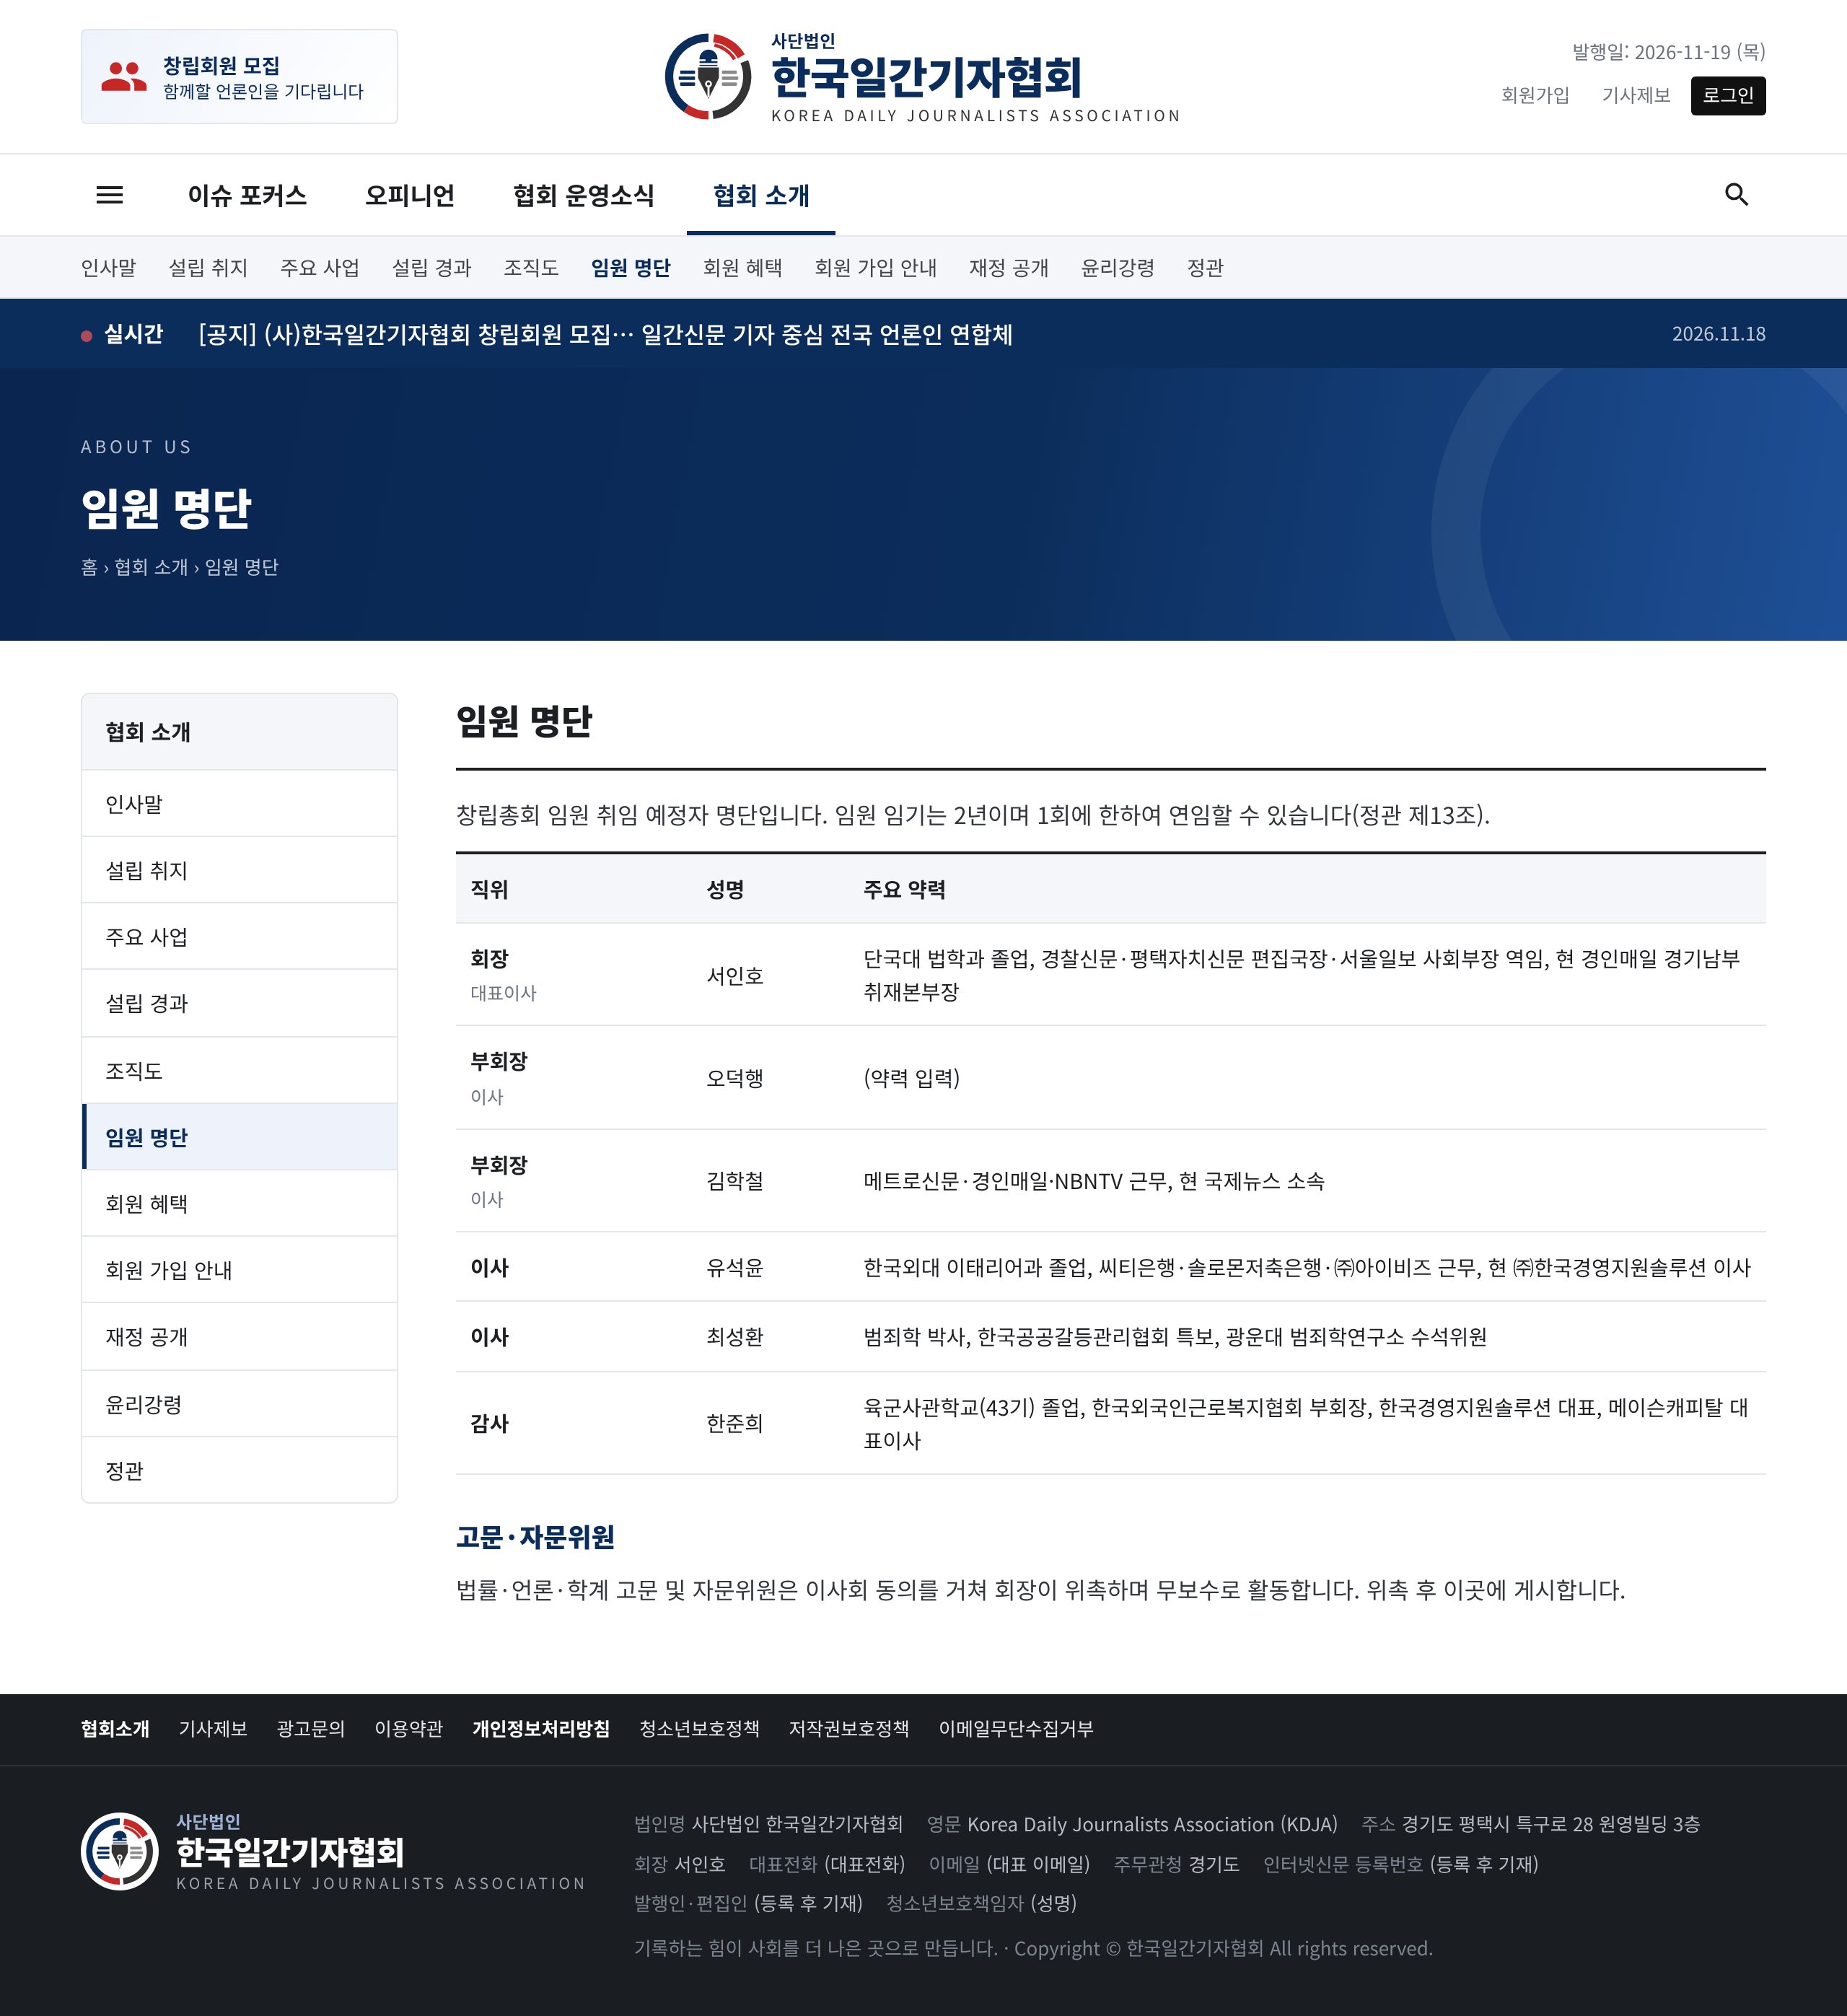 창립회원 모집
함께할 언론인을 기다립니다
사단법인
한국일간기자협회
KOREA DAILY JOURNALISTS ASSOCIATION
발행일: 2026-11-19 (목)
회원가입 기사제보 로그인
이슈 포커스 오피니언 협회 운영소식 협회 소개
인사말 설립 취지 주요 사업 설립 경과 조직도 임원 명단 회원 혜택 회원 가입 안내 재정 공개 윤리강령 정관
실시간 [공지] (사)한국일간기자협회 창립회원 모집… 일간신문 기자 중심 전국 언론인 연합체 2026.11.18
ABOUT US
임원 명단
홈 › 협회 소개 › 임원 명단
협회 소개
인사말
설립 취지
주요 사업
설립 경과
조직도
임원 명단
회원 혜택
회원 가입 안내
재정 공개
윤리강령
정관
임원 명단
창립총회 임원 취임 예정자 명단입니다. 임원 임기는 2년이며 1회에 한하여 연임할 수 있습니다(정관 제13조).
직위 성명 주요 약력
회장
대표이사
서인호
단국대 법학과 졸업, 경찰신문·평택자치신문 편집국장·서울일보 사회부장 역임, 현 경인매일 경기남부
취재본부장
부회장
이사
오덕행
(약력 입력)
부회장
이사
김학철
메트로신문·경인매일·NBNTV 근무, 현 국제뉴스 소속
이사 유석윤 한국외대 이태리어과 졸업, 씨티은행·솔로몬저축은행·㈜아이비즈 근무, 현 ㈜한국경영지원솔루션 이사
이사 최성환 범죄학 박사, 한국공공갈등관리협회 특보, 광운대 범죄학연구소 수석위원
감사 한준희 육군사관학교(43기) 졸업, 한국외국인근로복지협회 부회장, 한국경영지원솔루션 대표, 메이슨캐피탈 대
표이사
고문·자문위원
법률·언론·학계 고문 및 자문위원은 이사회 동의를 거쳐 회장이 위촉하며 무보수로 활동합니다. 위촉 후 이곳에 게시합니다.
협회소개 기사제보 광고문의 이용약관 개인정보처리방침 청소년보호정책 저작권보호정책 이메일무단수집거부
사단법인
한국일간기자협회
KOREA DAILY JOURNALISTS ASSOCIATION
법인명 사단법인 한국일간기자협회 영문 Korea Daily Journalists Association (KDJA) 주소 경기도 평택시 특구로 28 원영빌딩 3층
회장 서인호 대표전화 (대표전화) 이메일 (대표 이메일) 주무관청 경기도 인터넷신문 등록번호 (등록 후 기재)
발행인·편집인 (등록 후 기재) 청소년보호책임자 (성명)
기록하는 힘이 사회를 더 나은 곳으로 만듭니다. · Copyright © 한국일간기자협회 All rights reserved.